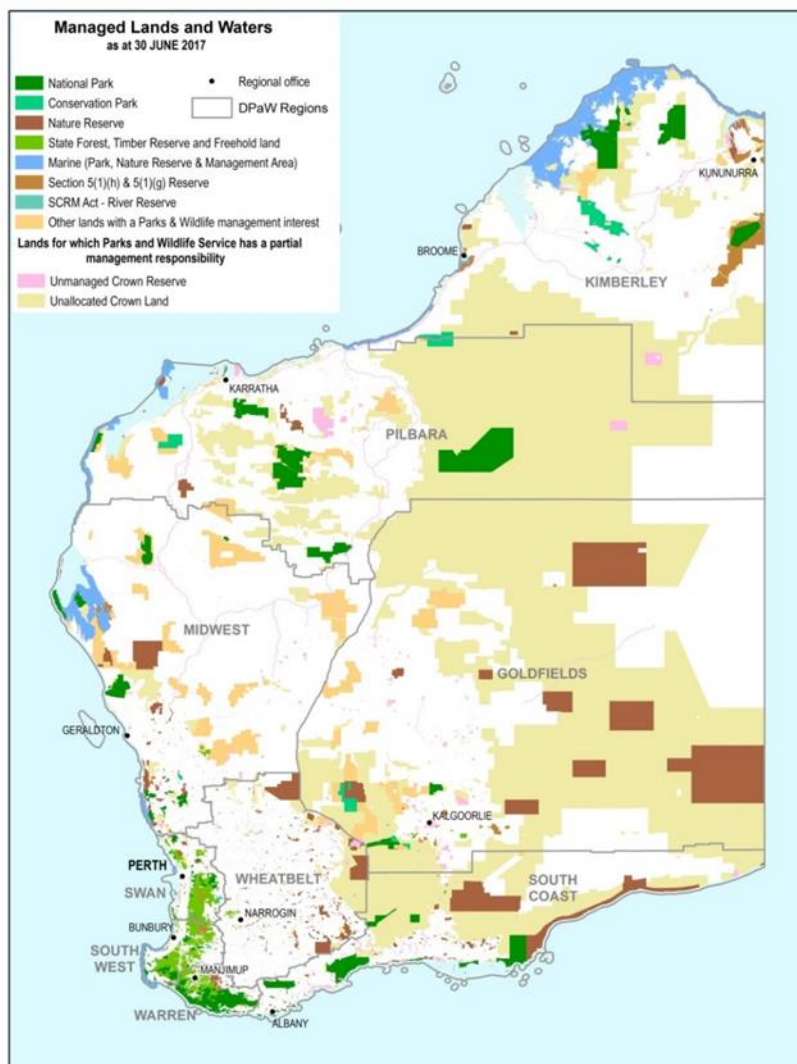 Managed Lands and Waters
as at 30 JUNE 2017
National Park
Conservation Park
Nature Reserve
State Forest, Timber Reserve and Freehold land
Marine (Park, Nature Reserve & Management Area)
Section 5(1)(h) & 5(1)(g) Reserve
SCRM Act - River Reserve
Other lands with a Parks & Wildlife management interest
Regional office
DPaW Regions
Lands for which Parks and Wildlife Service has a partial
management responsibility
Unmanaged Crown Reserve
Unallocated Crown Land
KUNUNURRA
BROOME
KIMBERLEY
KARRATHA
PILBARA
MIDWEST
GOLDFIELDS
GERALDTON
KALGOORLIE
PERTH
SWAN
WHEATBELT
SOUTH
COAST
NARROGIN
BUNBURY
SOUTH
WEST
MANJIMUP
WARREN
ALBANY